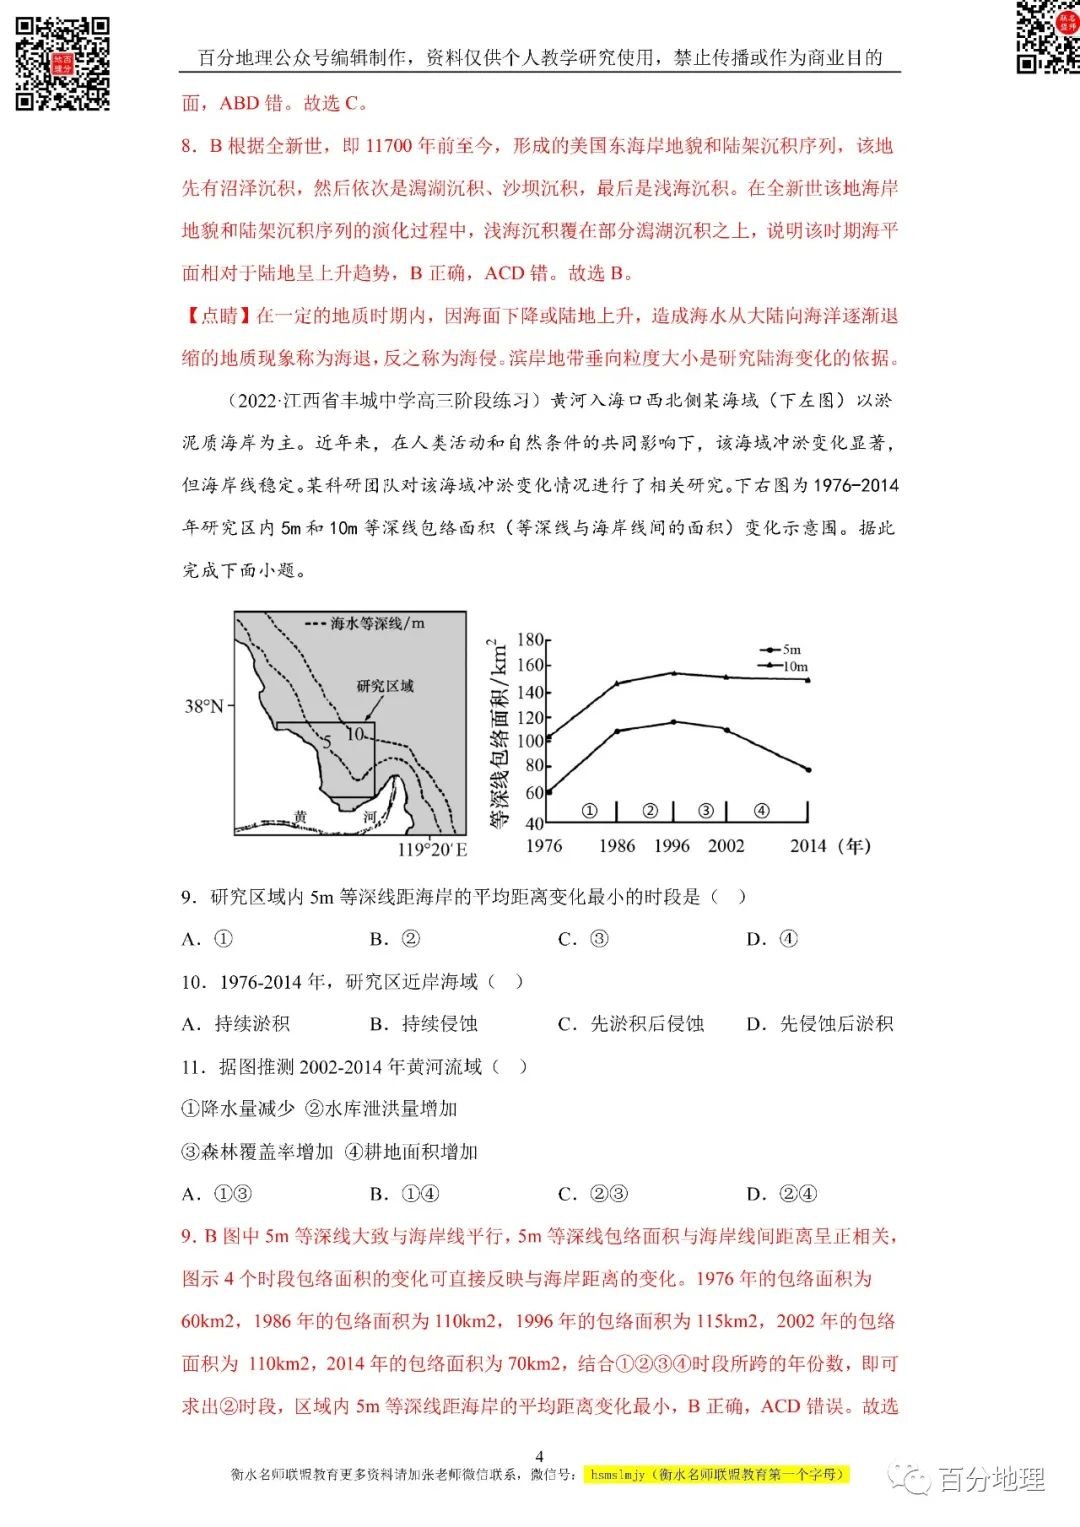 百分地理公众号编辑制作，资料仅供个人教学研究使用，禁止传播或作为商业目的
面，ABD 错。故选 C。
8．B 根据全新世，即 11700 年前至今，形成的美国东海岸地貌和陆架沉积序列，该地
先有沼泽沉积，然后依次是潟湖沉积、沙坝沉积，最后是浅海沉积。在全新世该地海岸
地貌和陆架沉积序列的演化过程中，浅海沉积覆在部分潟湖沉积之上，说明该时期海平
面相对于陆地呈上升趋势，B 正确，ACD 错。故选 B。
【点睛】在一定的地质时期内，因海面下降或陆地上升，造成海水从大陆向海洋逐渐退
缩的地质现象称为海退，反之称为海侵。滨岸地带垂向粒度大小是研究陆海变化的依据。
（2022·江西省丰城中学高三阶段练习）黄河入海口西北侧某海域（下左图）以淤
泥质海岸为主。近年来，在人类活动和自然条件的共同影响下，该海域冲淤变化显著，
但海岸线稳定。某科研团队对该海域冲淤变化情况进行了相关研究。下右图为1976-2014
年研究区内 5m 和 10m 等深线包络面积（等深线与海岸线间的面积）变化示意图。据此
完成下面小题。
海水等深线/m
研究区域
38°N
5 10
黄 河
119°20′E
等深线包络面积/km²
180
160
140
120
100
80
60
40
5m
10m
① ② ③ ④
1976 1986 1996 2002 2014（年）
9．研究区域内 5m 等深线距海岸的平均距离变化最小的时段是（ ）
A．① B．② C．③ D．④
10．1976-2014 年，研究区近岸海域（ ）
A．持续淤积 B．持续侵蚀 C．先淤积后侵蚀 D．先侵蚀后淤积
11．据图推测 2002-2014 年黄河流域（ ）
①降水量减少 ②水库泄洪量增加
③森林覆盖率增加 ④耕地面积增加
A．①③ B．①④ C．②③ D．②④
9．B 图中 5m 等深线大致与海岸线平行，5m 等深线包络面积与海岸线间距离呈正相关，
图示 4 个时段包络面积的变化可直接反映与海岸距离的变化。1976 年的包络面积为
60km2，1986 年的包络面积为 110km2，1996 年的包络面积为 115km2，2002 年的包络
面积为 110km2，2014 年的包络面积为 70km2，结合①②③④时段所跨的年份数，即可
求出②时段，区域内 5m 等深线距海岸的平均距离变化最小，B 正确，ACD 错误。故选
4
衡水名师联盟教育更多资料请加张老师微信联系，微信号： hsmslmjy（衡水名师联盟教育第一个字母）
百分地理